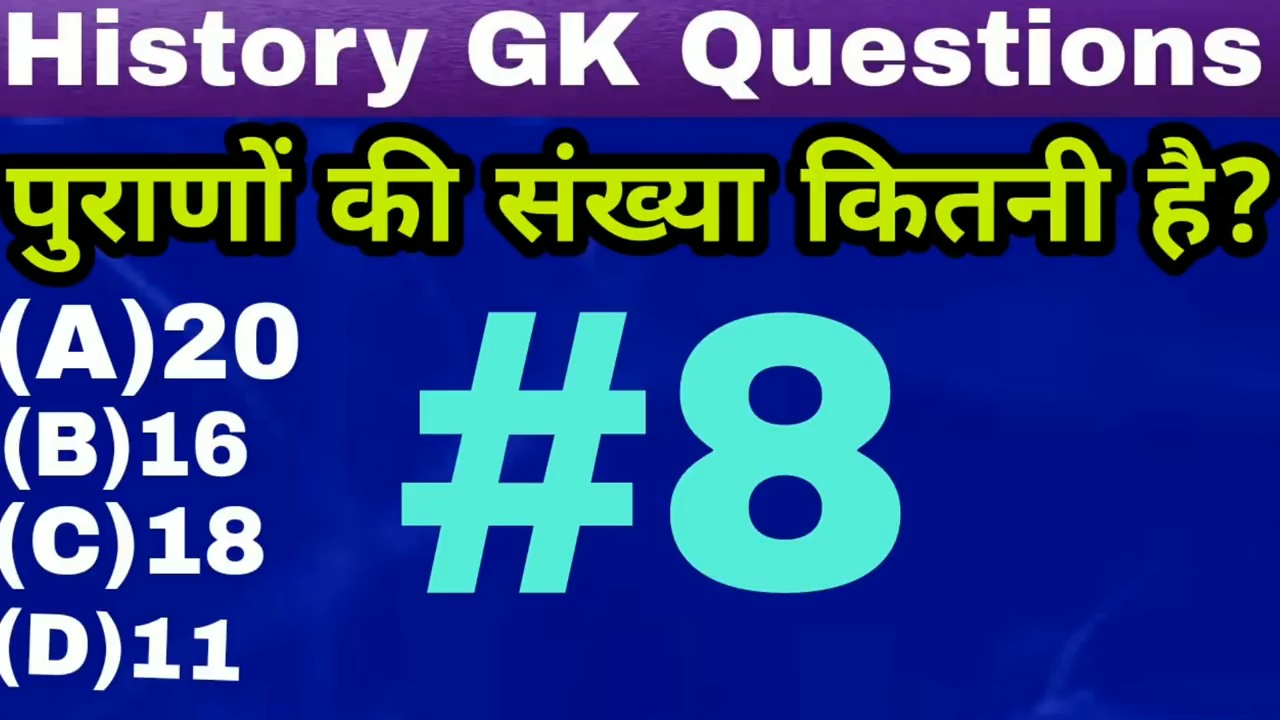 History GK Questions
पुराणों की संख्या कितनी है?
(A)20
(B)16
(C)18
(D)11
#8